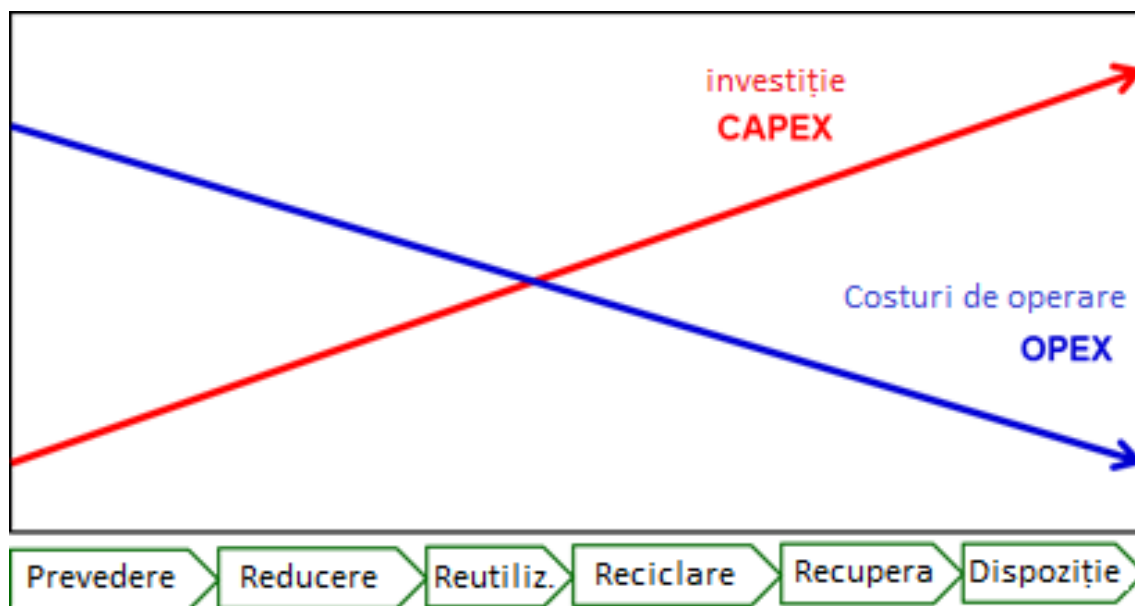 investiție
CAPEX
Costuri de operare
OPEX
Prevedere
Reducere
Reutiliz.
Reciclare
Recupera
Dispoziție